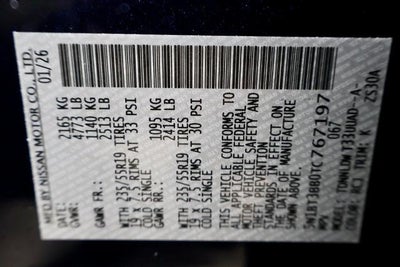 MFD BY NISSAN MOTOR CO., LTD.
01/26
GVWR: 2165 KG
4773 LB
GAWR FR: 1140 KG
2513 LB
WITH 235/55R19 TIRES
19 x 7.5 RIMS AT 33 PSI
COLD SINGLE
GAWR RR: 1095 KG
2414 LB
WITH 235/55R19 TIRES
19 x 7.5 RIMS AT 30 PSI
COLD SINGLE
THIS VEHICLE CONFORMS TO
ALL APPLICABLE FEDERAL
MOTOR VEHICLE SAFETY AND
THEFT PREVENTION
STANDARDS IN EFFECT ON
THE DATE OF MANUFACTURE
SHOWN ABOVE.
767197
MPV 067
T33UUAD--A-
COLOR: TRIM: K ZS30A